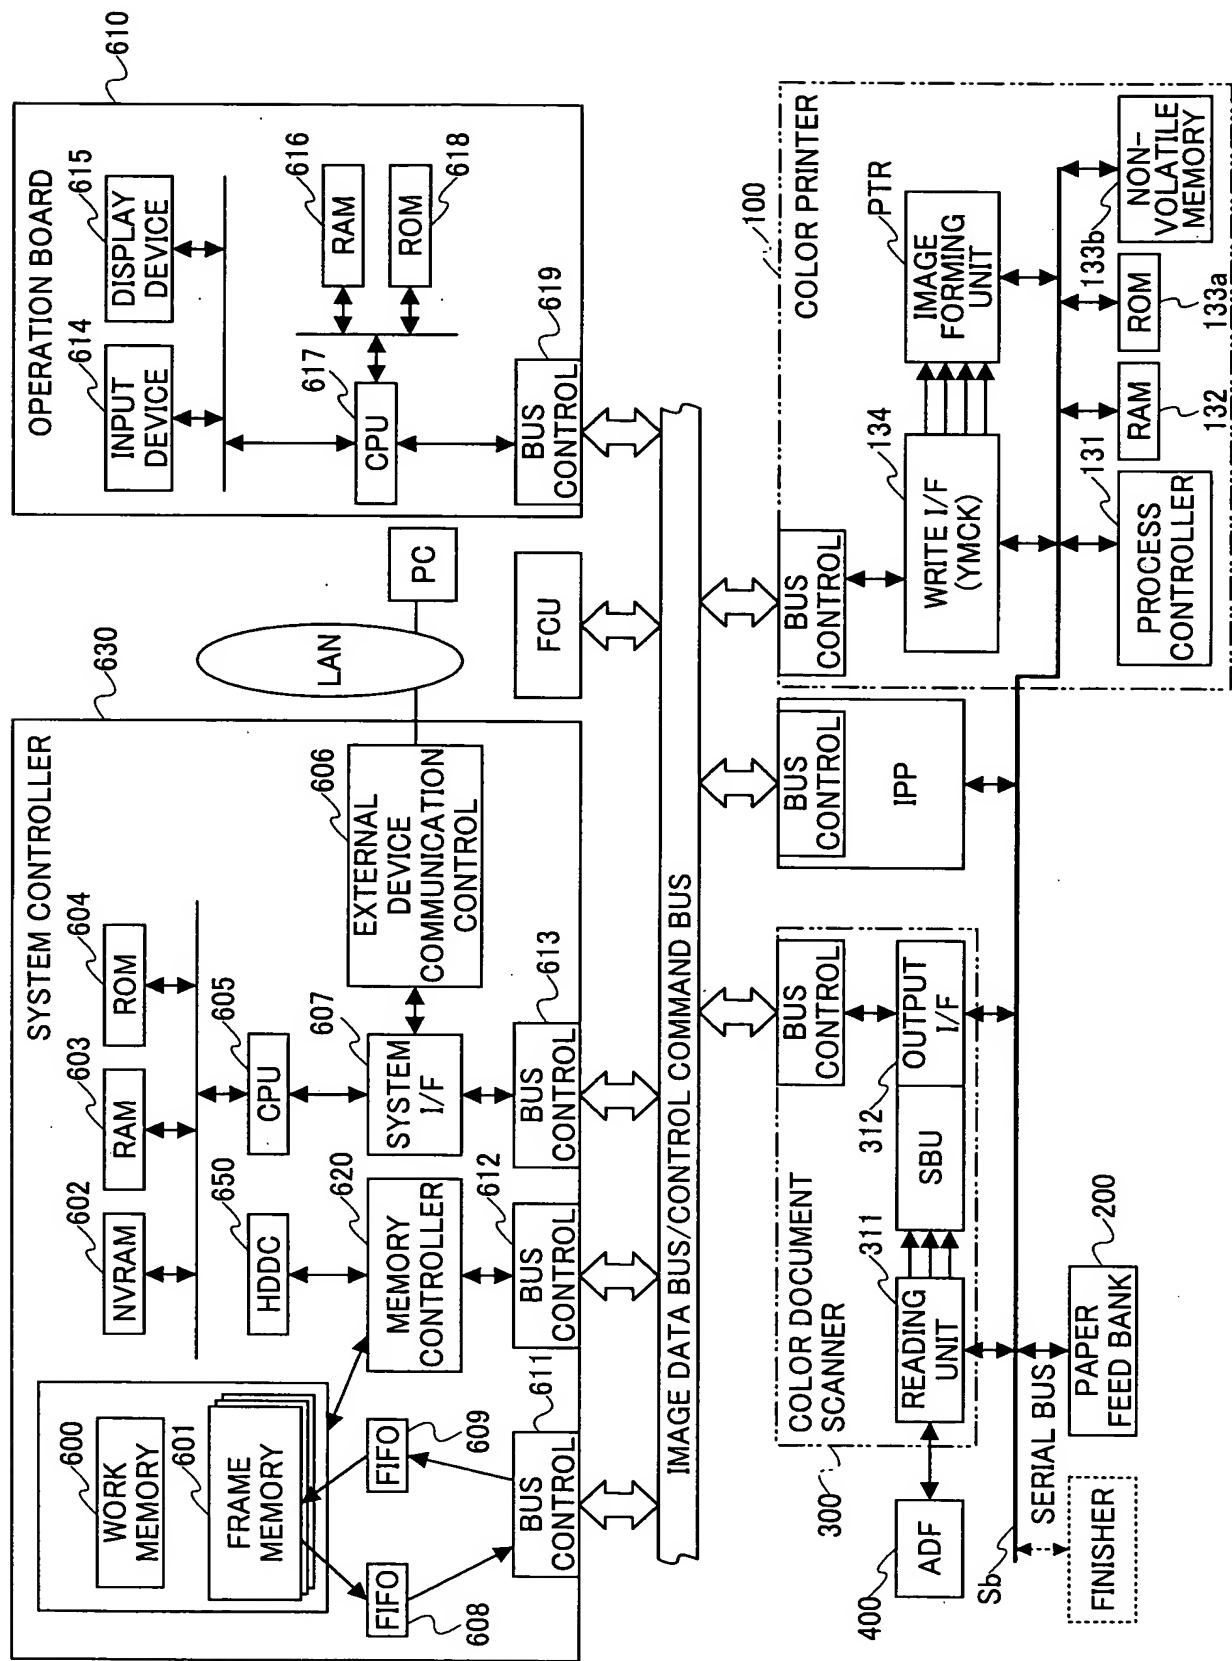 SYSTEM CONTROLLER
630
600
WORK
MEMORY
601
FRAME
MEMORY
FIFO
608
FIFO
609
BUS
CONTROL
611
602
NVRAM
603
RAM
604
ROM
650
HDDC
605
CPU
620
MEMORY
CONTROLLER
607
SYSTEM
I/F
606
EXTERNAL
DEVICE
COMMUNICATION
CONTROL
612
BUS
CONTROL
613
BUS
CONTROL
LAN
PC
FCU
OPERATION BOARD
610
614
INPUT
DEVICE
615
DISPLAY
DEVICE
616
RAM
617
CPU
ROM
618
619
BUS
CONTROL
IMAGE DATA BUS/CONTROL COMMAND BUS
COLOR DOCUMENT
SCANNER
300
400
ADF
311
READING
UNIT
SBU
312
OUTPUT
I/F
BUS
CONTROL
BUS
CONTROL
IPP
COLOR PRINTER
100
BUS
CONTROL
134
WRITE I/F
(YMCK)
PTR
IMAGE
FORMING
UNIT
131
PROCESS
CONTROLLER
RAM
132
ROM
133a
133b
NON-
VOLATILE
MEMORY
Sb
SERIAL BUS
FINISHER
200
PAPER
FEED BANK